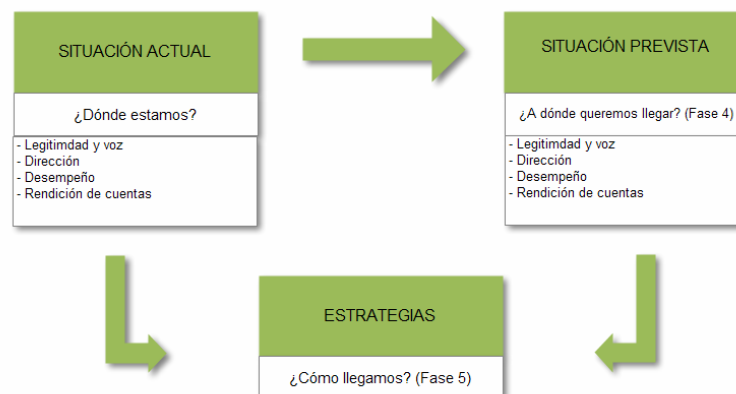 SITUACIÓN ACTUAL
¿Dónde estamos?
- Legitimdad y voz
- Dirección
- Desempeño
- Rendición de cuentas
SITUACIÓN PREVISTA
¿A dónde queremos llegar? (Fase 4)
- Legitimdad y voz
- Dirección
- Desempeño
- Rendición de cuentas
ESTRATEGIAS
¿Cómo llegamos? (Fase 5)